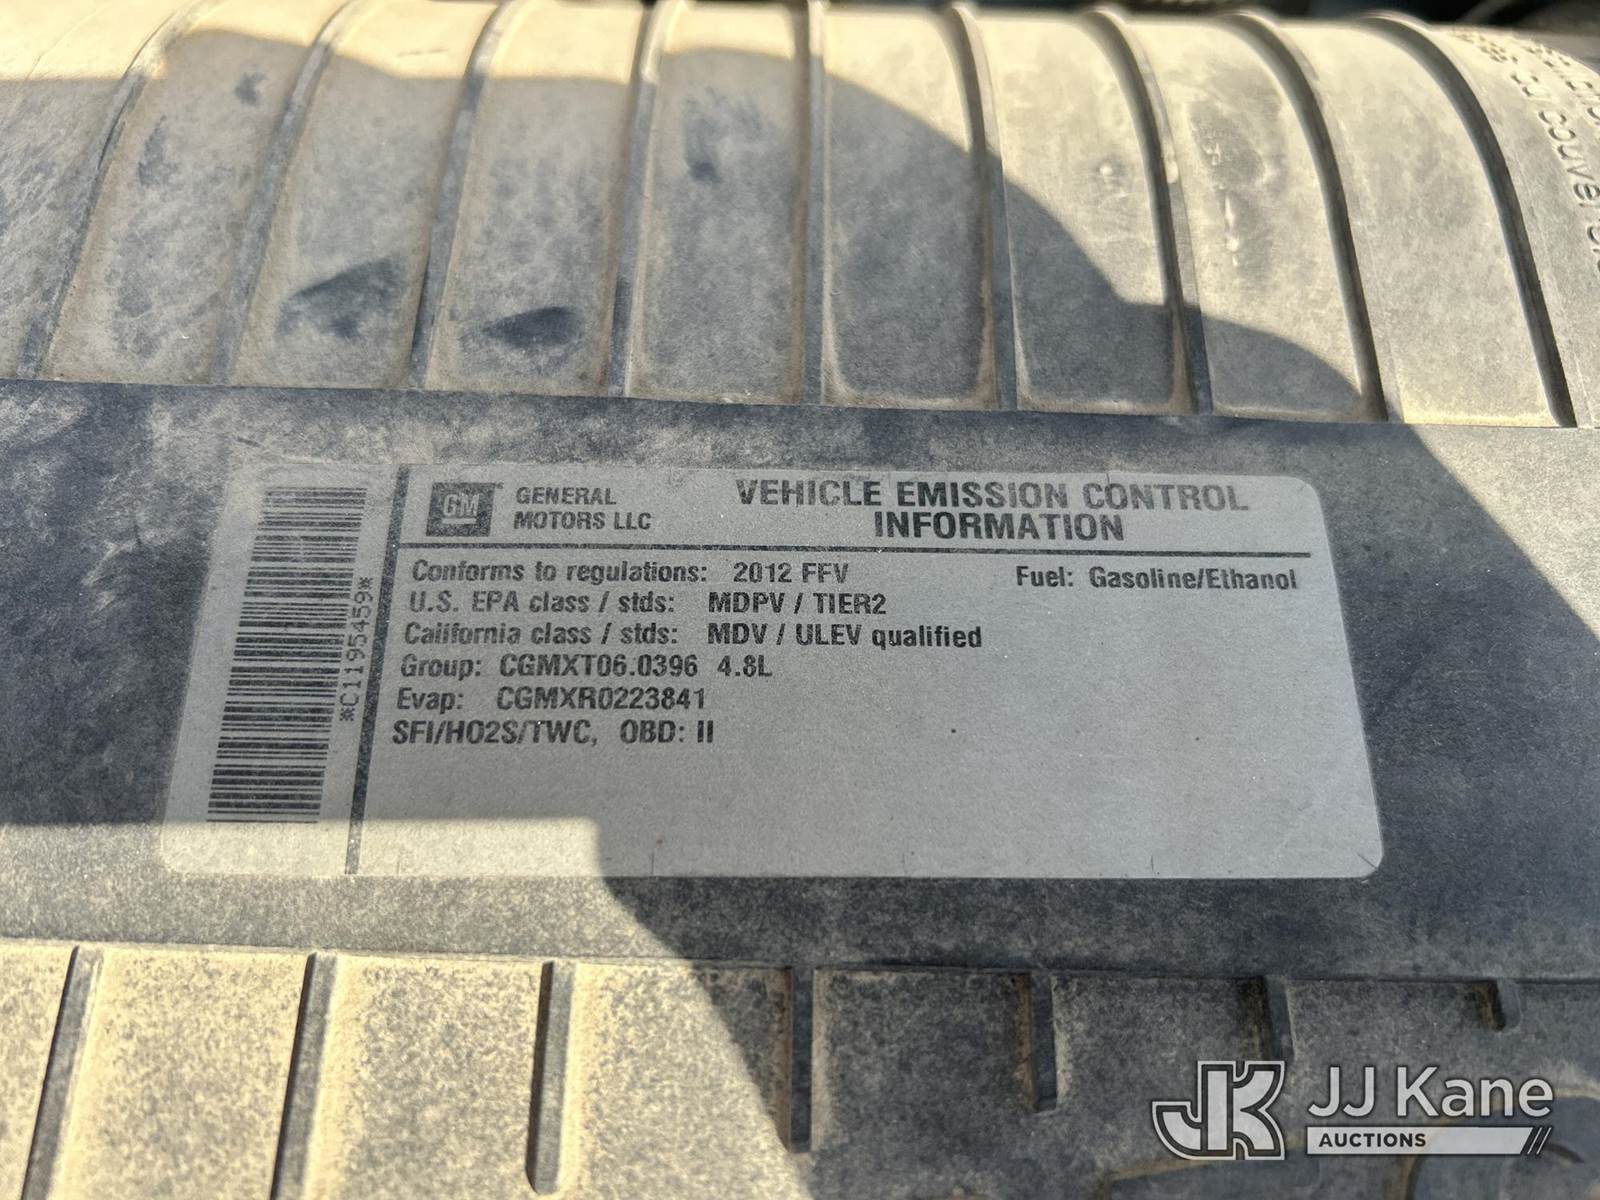 GM GENERAL
MOTORS LLC
VEHICLE EMISSION CONTROL
INFORMATION
Conforms to regulations: 2012 FFV
Fuel: Gasoline/Ethanol
U.S. EPA class / stds: MDPV / TIER2
California class / stds: MDV / ULEV qualified
Group: CGMXT06.0396 4.8L
Evap: CGMXR0223841
SFI/HO2S/TWC, OBD: II
*C1195459*
JK JJ Kane
AUCTIONS